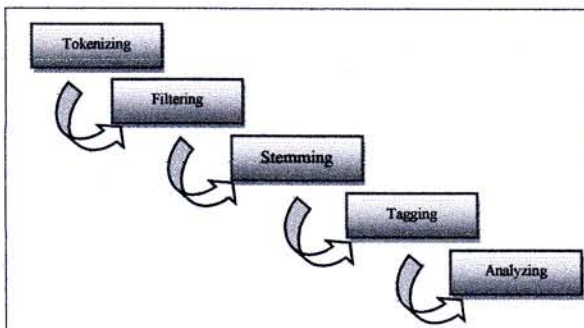 Tokenizing
Filtering
Stemming
Tagging
Analyzing